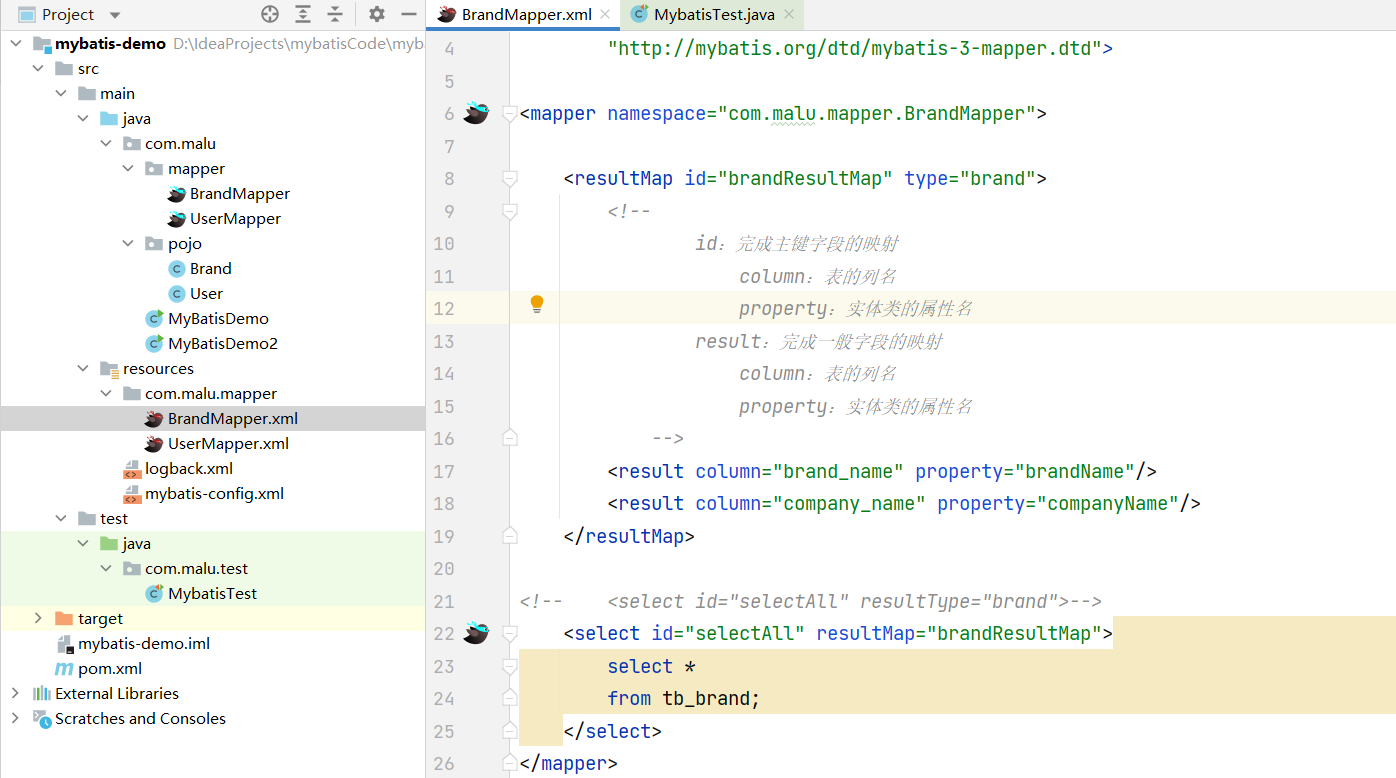 Project
mybatis-demo D:\IdeaProjects\mybatisCode\myb
src
main
java
com.malu
mapper
BrandMapper
UserMapper
pojo
Brand
User
MyBatisDemo
MyBatisDemo2
resources
com.malu.mapper
BrandMapper.xml
UserMapper.xml
logback.xml
mybatis-config.xml
test
java
com.malu.test
MybatisTest
target
mybatis-demo.iml
pom.xml
External Libraries
Scratches and Consoles
BrandMapper.xml MybatisTest.java
4 "http://mybatis.org/dtd/mybatis-3-mapper.dtd">
5
6 <mapper namespace="com.malu.mapper.BrandMapper">
7
8 <resultMap id="brandResultMap" type="brand">
9 <!--
10 id：完成主键字段的映射
11 column：表的列名
12 property：实体类的属性名
13 result：完成一般字段的映射
14 column：表的列名
15 property：实体类的属性名
16 -->
17 <result column="brand_name" property="brandName"/>
18 <result column="company_name" property="companyName"/>
19 </resultMap>
20
21 <!-- <select id="selectAll" resultType="brand">-->
22 <select id="selectAll" resultMap="brandResultMap">
23 select *
24 from tb_brand;
25 </select>
26 </mapper>